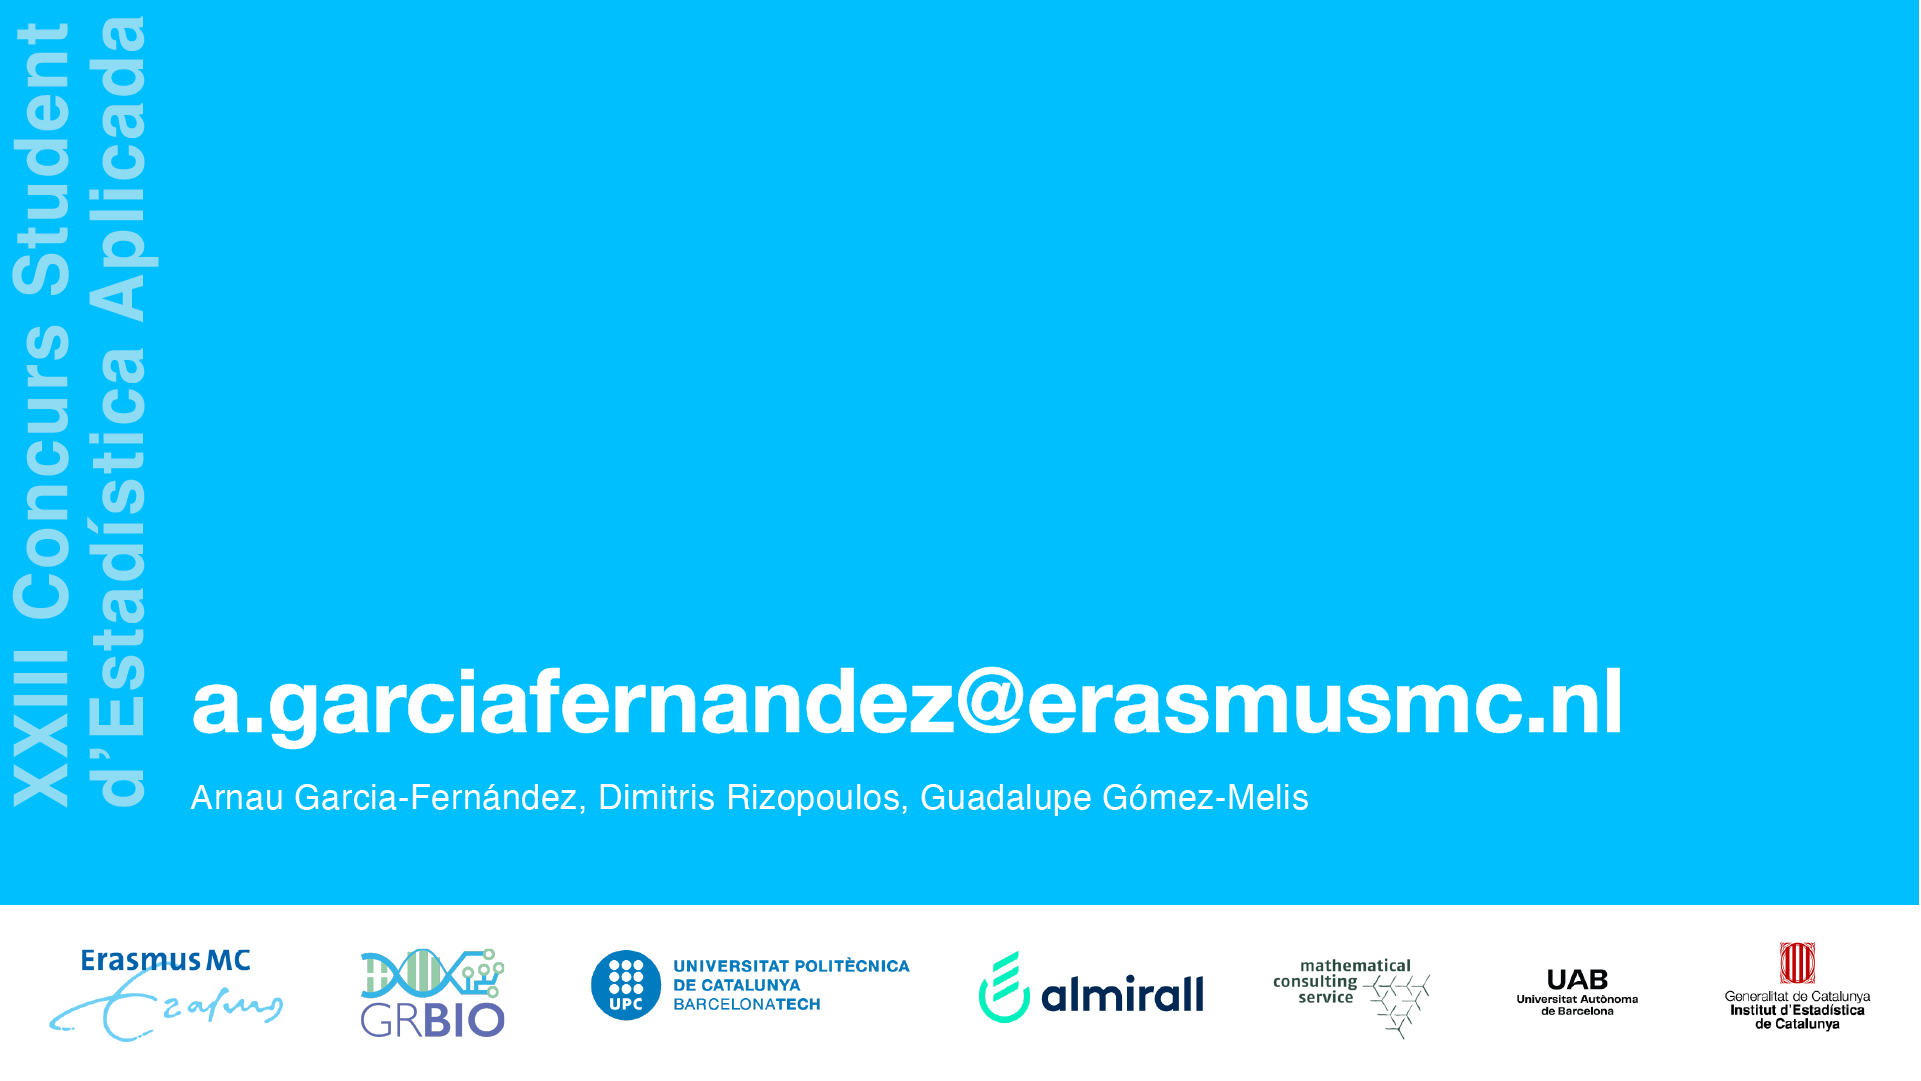 XXIII Concurs Student
d’Estadística Aplicada
a.garciafernandez@erasmusmc.nl
Arnau Garcia-Fernández, Dimitris Rizopoulos, Guadalupe Gómez-Melis
Erasmus MC
Erasmus
GRBIO
UPC
UNIVERSITAT POLITÈCNICA
DE CATALUNYA
BARCELONATECH
almirall
mathematical
consulting
service
UAB
Universitat Autònoma
de Barcelona
Generalitat de Catalunya
Institut d’Estadística
de Catalunya